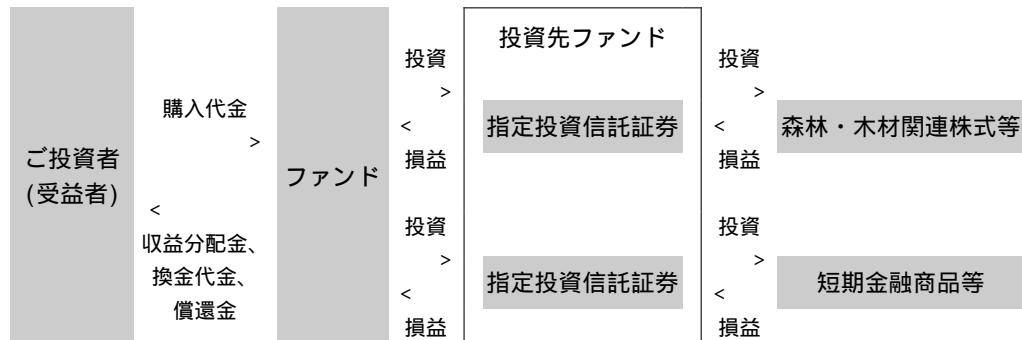 ご投資者
(受益者)
購入代金
>
<
収益分配金、
換金代金、
償還金
ファンド
投資
>
<
損益
投資
>
<
損益
投資先ファンド
指定投資信託証券
指定投資信託証券
投資
>
<
損益
投資
>
<
損益
森林・木材関連株式等
短期金融商品等